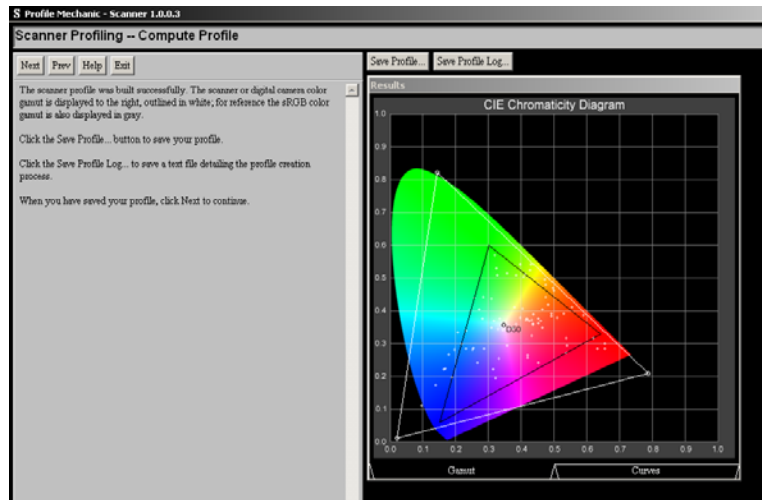 S Profile Mechanic - Scanner 1.0.0.3
Scanner Profiling -- Compute Profile
Next Prev Help Exit
The scanner profile was built successfully. The scanner or digital camera color
gamut is displayed to the right, outlined in white; for reference the sRGB color
gamut is also displayed in gray.
Click the Save Profile... button to save your profile.
Click the Save Profile Log... to save a text file detailing the profile creation
process.
When you have saved your profile, click Next to continue.
Save Profile... Save Profile Log...
Results
CIE Chromaticity Diagram
1.0
0.9
0.8
0.7
0.6
0.5
0.4
0.3
0.2
0.1
0.0
D50
0.0 0.1 0.2 0.3 0.4 0.5 0.6 0.7 0.8 0.9 1.0
Gamut Curves